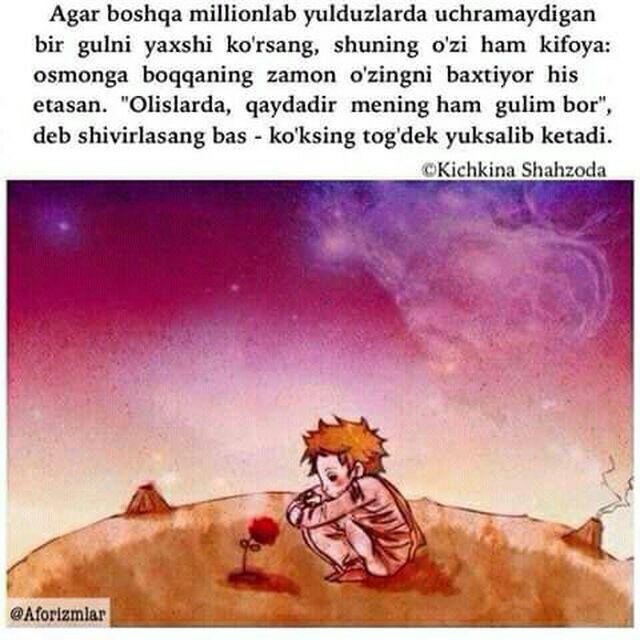 Agar boshqa millionlab yulduzlarda uchramaydigan
bir gulni yaxshi ko'rsang, shuning o'zi ham kifoya:
osmonga boqqaning zamon o'zingni baxtiyor his
etasan. "Olislarda, qaydadir mening ham gulim bor",
deb shivirlasang bas - ko'ksing tog'dek yuksalib ketadi.
©Kichkina Shahzoda
@Aforizmlar